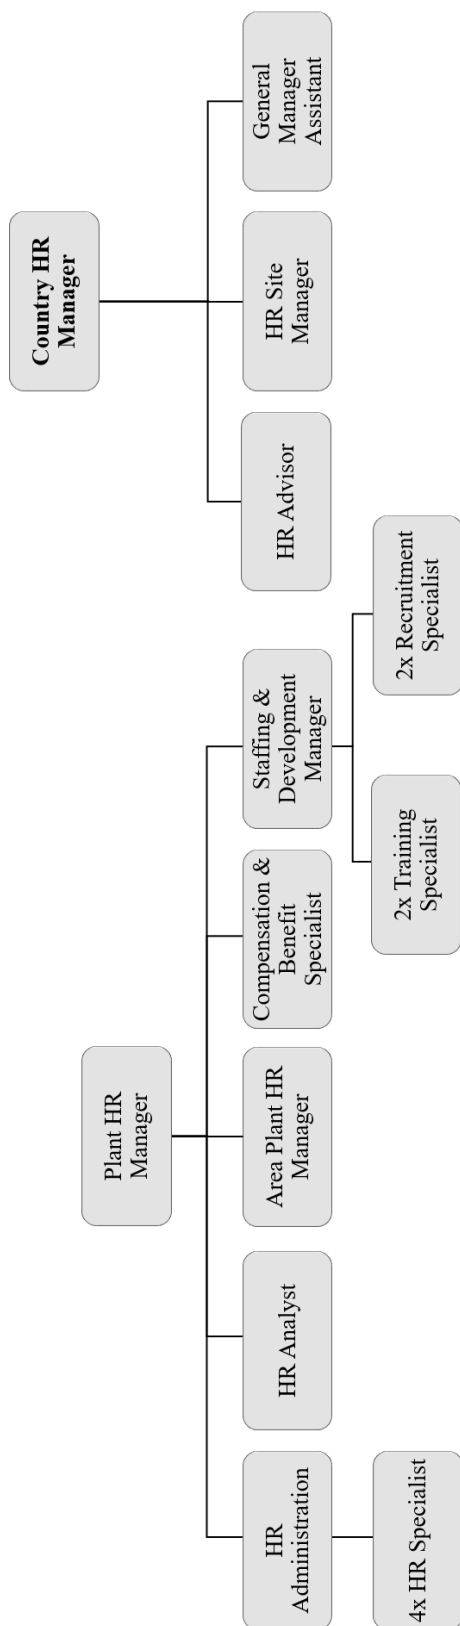 Country HR
Manager
Plant HR
Manager
HR
Administration
HR Analyst
Area Plant HR
Manager
Compensation &
Benefit
Specialist
Staffing &
Development
Manager
HR Advisor
HR Site
Manager
General
Manager
Assistant
4x HR Specialist
2x Training
Specialist
2x Recruitment
Specialist